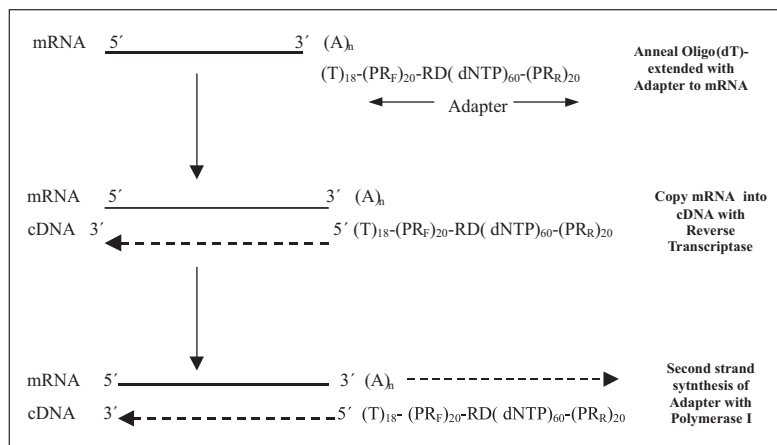 mRNA 5´ 3´ (A)n
(T)18-(PRF)20-RD( dNTP)60-(PRR)20
Adapter
Anneal Oligo(dT)-
extended with
Adapter to mRNA
mRNA 5´ 3´ (A)n
cDNA 3´ 5´ (T)18-(PRF)20-RD( dNTP)60-(PRR)20
Copy mRNA into
cDNA with
Reverse
Transcriptase
mRNA 5´ 3´ (A)n
cDNA 3´ 5´ (T)18- (PRF)20-RD( dNTP)60-(PRR)20
Second strand
sytnthesis of
Adapter with
Polymerase I